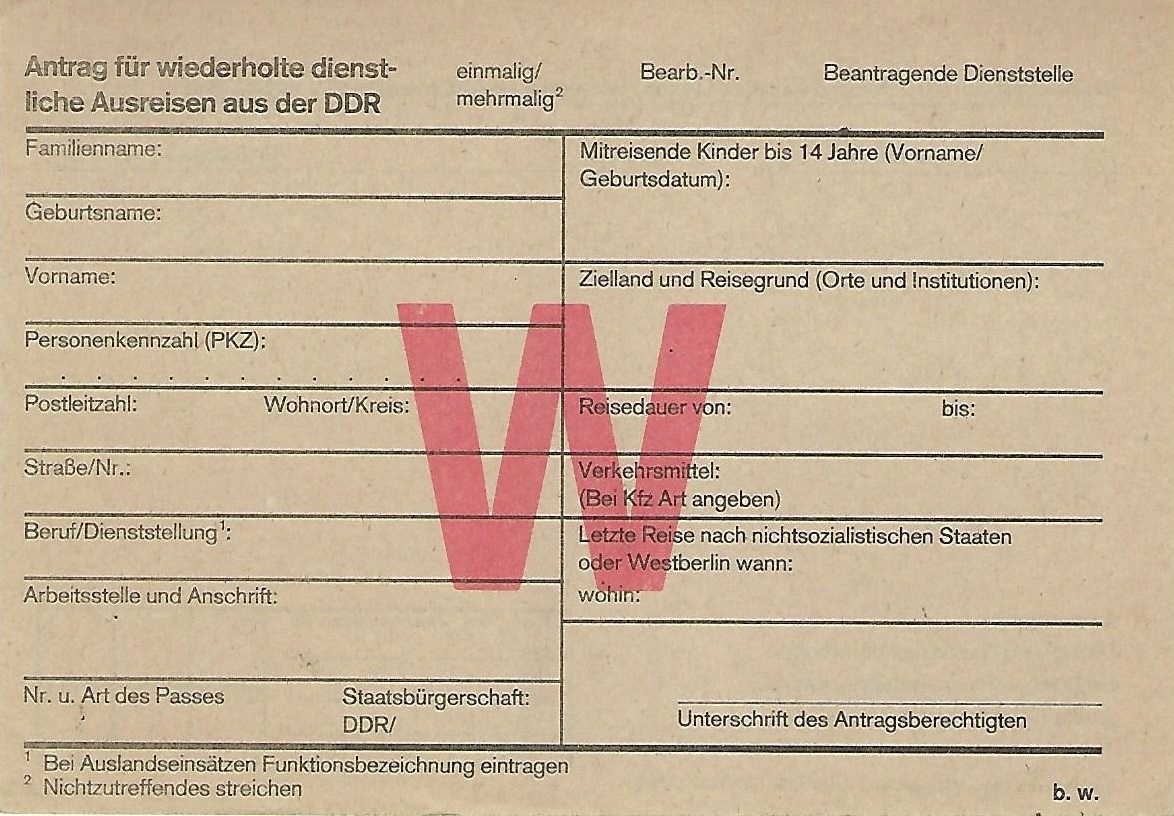 Antrag für wiederholte dienst-
liche Ausreisen aus der DDR
einmalig/
mehrmalig²
Bearb.-Nr.
Beantragende Dienststelle
Familienname:
Geburtsname:
Vorname:
Personenkennzahl (PKZ):
. . . . . . . . . . . .
Postleitzahl: Wohnort/Kreis:
Straße/Nr.:
Beruf/Dienststellung¹:
Arbeitsstelle und Anschrift:
Nr. u. Art des Passes Staatsbürgerschaft:
DDR/
Mitreisende Kinder bis 14 Jahre (Vorname/
Geburtsdatum):
Zielland und Reisegrund (Orte und Institutionen):
Reisedauer von: bis:
Verkehrsmittel:
(Bei Kfz Art angeben)
Letzte Reise nach nichtsozialistischen Staaten
oder Westberlin wann:
wohin:
Unterschrift des Antragsberechtigten
W
¹ Bei Auslandseinsätzen Funktionsbezeichnung eintragen
² Nichtzutreffendes streichen
b. w.